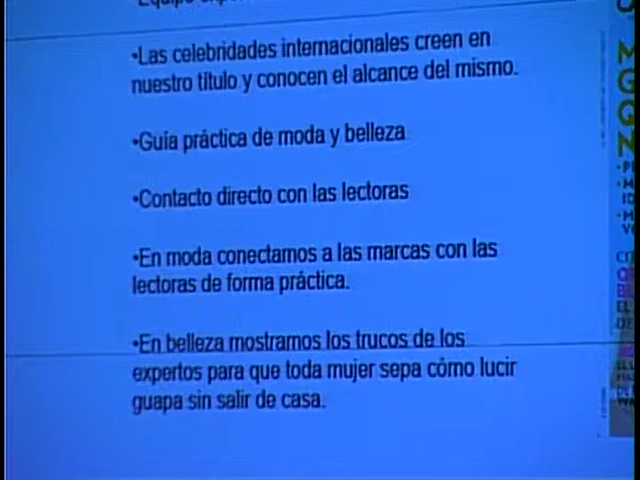 •Las celebridades internacionales creen en
nuestro título y conocen el alcance del mismo.
•Guía práctica de moda y belleza
•Contacto directo con las lectoras
•En moda conectamos a las marcas con las
lectoras de forma práctica.
•En belleza mostramos los trucos de los
expertos para que toda mujer sepa cómo lucir
guapa sin salir de casa.